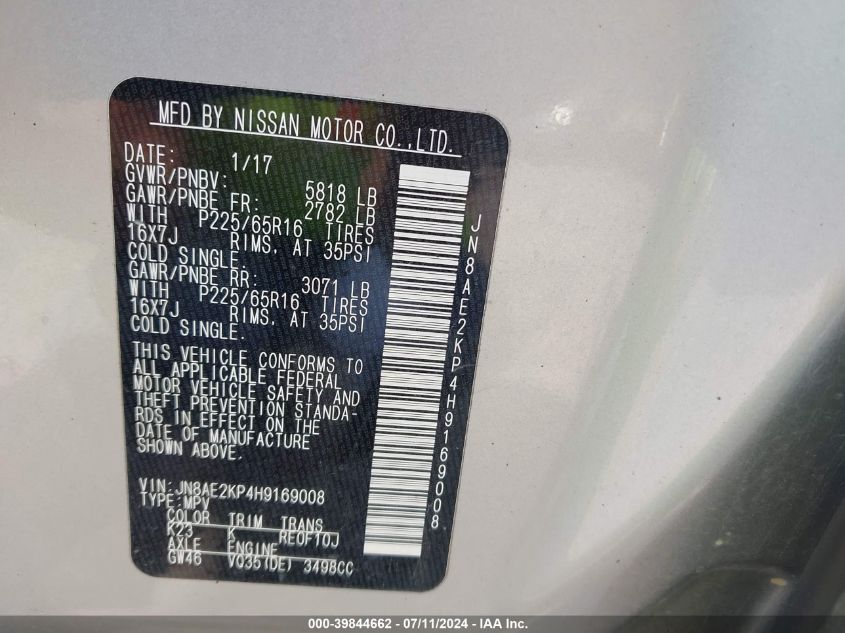 MFD BY NISSAN MOTOR CO.,LTD.
DATE: 1/17
GVWR/PNBV: 5818 LB
GAWR/PNBE FR: 2782 LB
WITH P225/65R16 TIRES
16X7J RIMS, AT 35PSI
COLD SINGLE.
GAWR/PNBE RR: 3071 LB
WITH P225/65R16 TIRES
16X7J RIMS, AT 35PSI
COLD SINGLE.
THIS VEHICLE CONFORMS TO
ALL APPLICABLE FEDERAL
MOTOR VEHICLE SAFETY AND
THEFT PREVENTION STANDA-
RDS IN EFFECT ON THE
DATE OF MANUFACTURE
SHOWN ABOVE.
VIN: JN8AE2KP4H9169008
TYPE: MPV
COLOR TRIM TRANS
K23 K RE0F10J
AXLE ENGINE
GW46 VQ35(DE) 3498CC
JN8AE2KP4H9169008
000-39844662 - 07/11/2024 - IAA Inc.